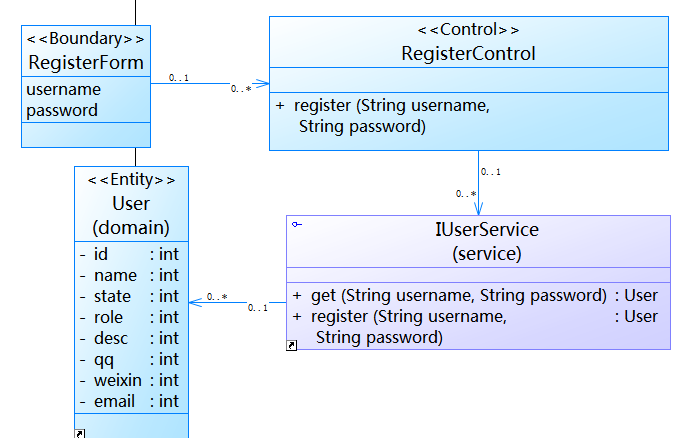 <<Boundary>>
RegisterForm
username
password
0..1
0..*
<<Control>>
RegisterControl
+ register (String username,
String password)
0..1
0..*
IUserService
(service)
+ get (String username, String password) : User
+ register (String username, : User
String password)
0..1
0..*
<<Entity>>
User
(domain)
- id : int
- name : int
- state : int
- role : int
- desc : int
- qq : int
- weixin : int
- email : int